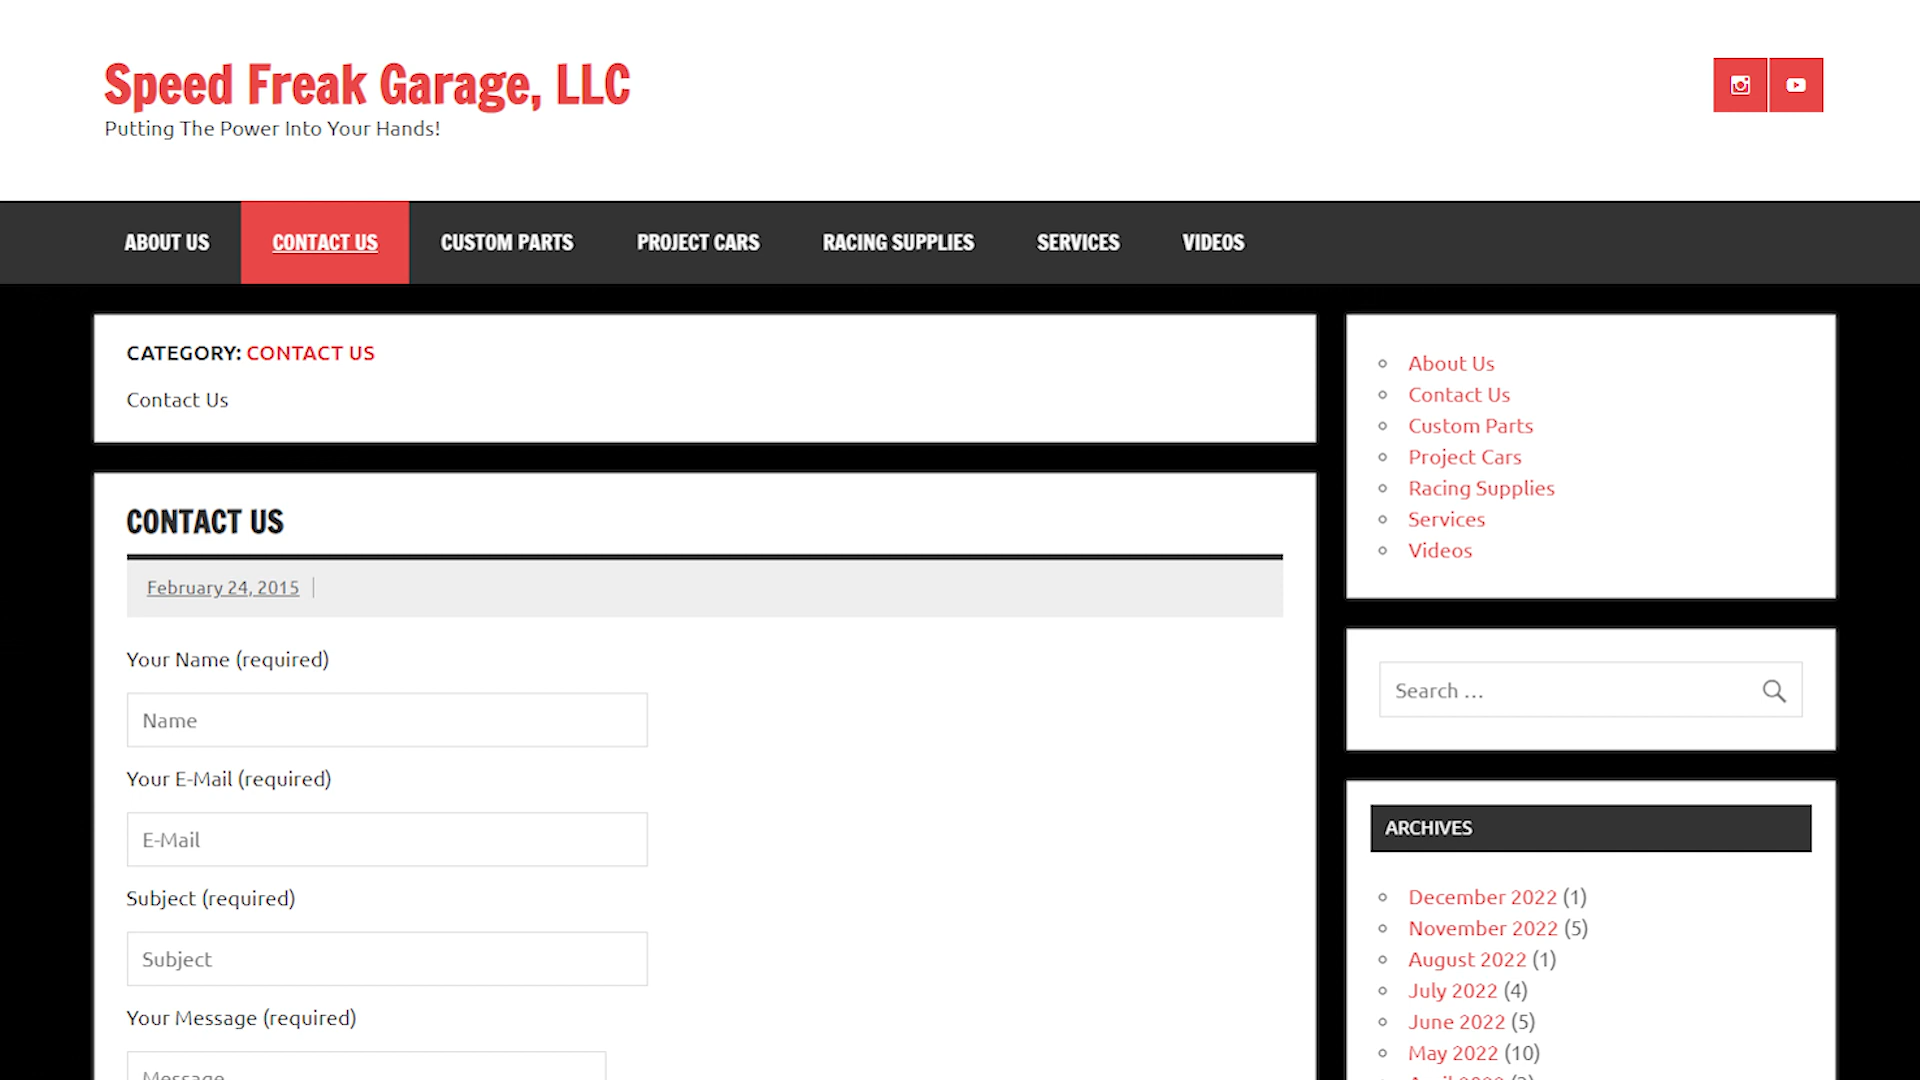 Speed Freak Garage, LLC
Putting The Power Into Your Hands!
ABOUT US
CONTACT US
CUSTOM PARTS
PROJECT CARS
RACING SUPPLIES
SERVICES
VIDEOS
CATEGORY: CONTACT US
Contact Us
CONTACT US
February 24, 2015
Your Name (required)
Name
Your E-Mail (required)
E-Mail
Subject (required)
Subject
Your Message (required)
Message
About Us
Contact Us
Custom Parts
Project Cars
Racing Supplies
Services
Videos
Search …
ARCHIVES
December 2022 (1)
November 2022 (5)
August 2022 (1)
July 2022 (4)
June 2022 (5)
May 2022 (10)